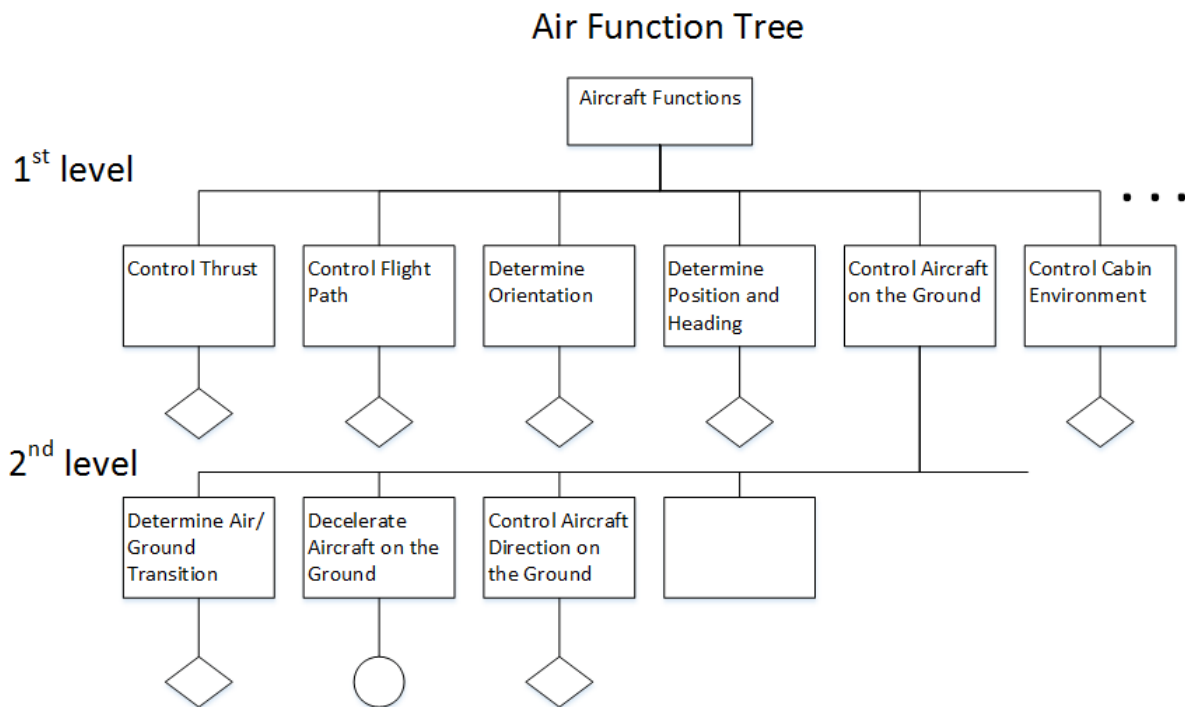 Air Function Tree
Aircraft Functions
1st level
. . .
Control Thrust
Control Flight
Path
Determine
Orientation
Determine
Position and
Heading
Control Aircraft
on the Ground
Control Cabin
Environment
2nd level
Determine Air/
Ground
Transition
Decelerate
Aircraft on the
Ground
Control Aircraft
Direction on
the Ground